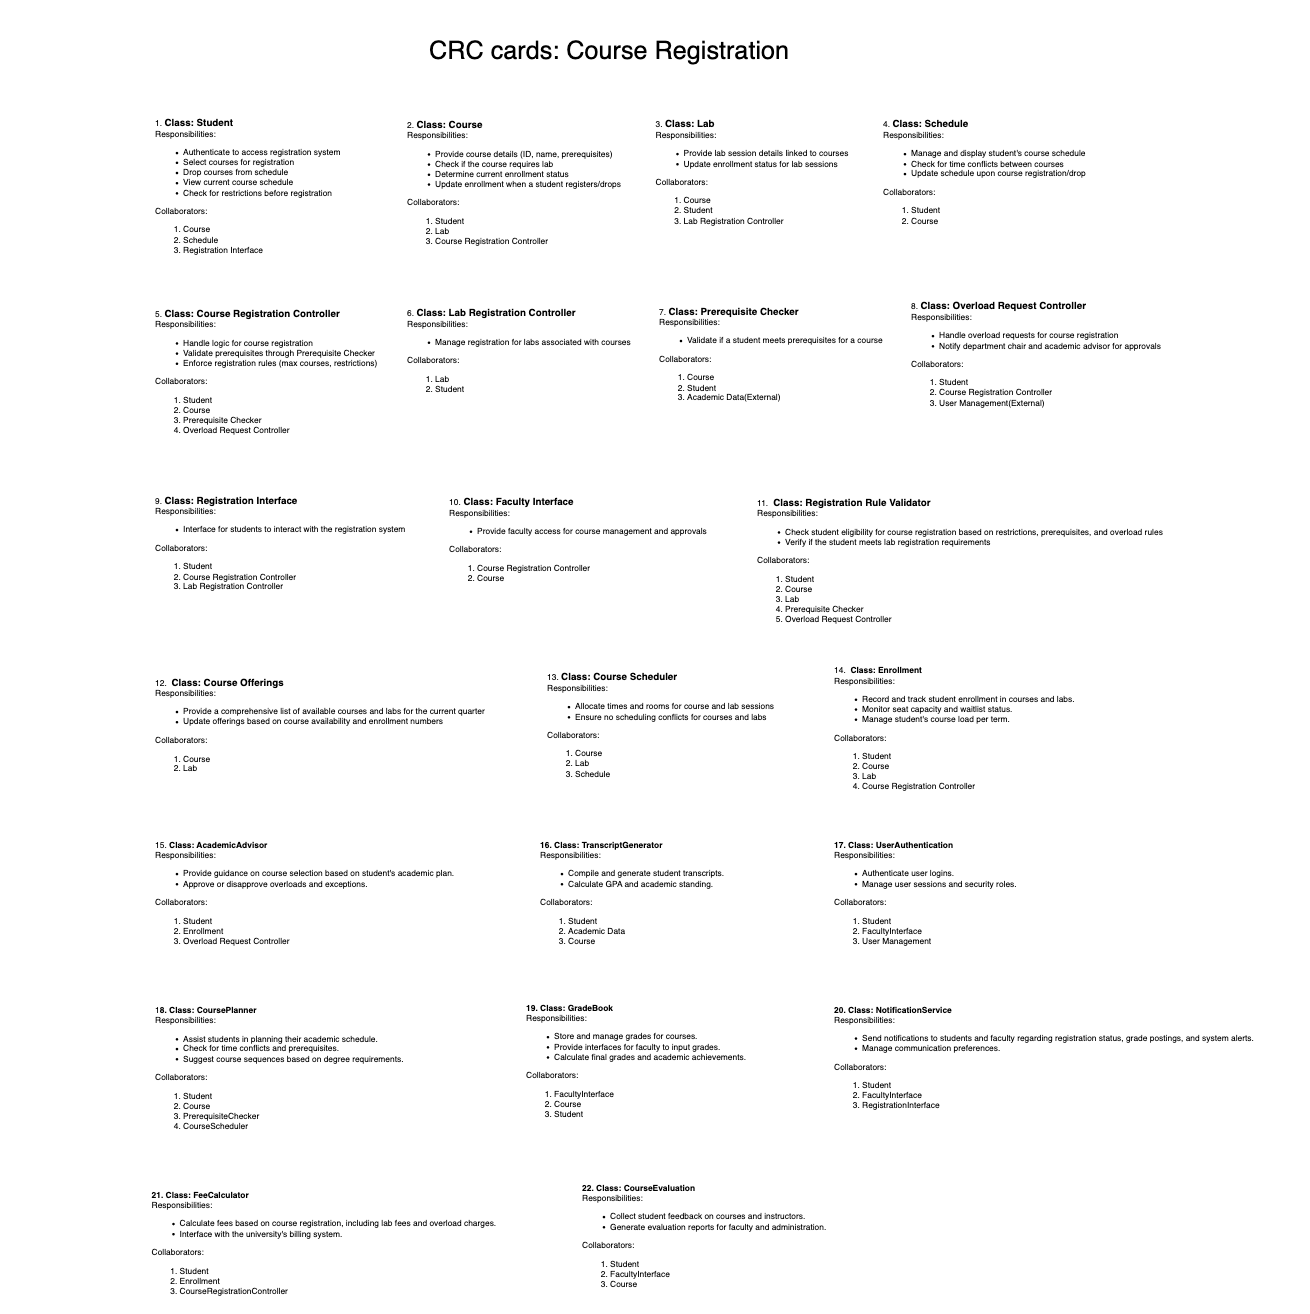 CRC cards: Course Registration
1. Class: Student
Responsibilities:
• Authenticate to access registration system
• Select courses for registration
• Drop courses from schedule
• View current course schedule
• Check for restrictions before registration
Collaborators:
1. Course
2. Schedule
3. Registration Interface
2. Class: Course
Responsibilities:
• Provide course details (ID, name, prerequisites)
• Check if the course requires lab
• Determine current enrollment status
• Update enrollment when a student registers/drops
Collaborators:
1. Student
2. Lab
3. Course Registration Controller
3. Class: Lab
Responsibilities:
• Provide lab session details linked to courses
• Update enrollment status for lab sessions
Collaborators:
1. Course
2. Student
3. Lab Registration Controller
4. Class: Schedule
Responsibilities:
• Manage and display student's course schedule
• Check for time conflicts between courses
• Update schedule upon course registration/drop
Collaborators:
1. Student
2. Course
5. Class: Course Registration Controller
Responsibilities:
• Handle logic for course registration
• Validate prerequisites through Prerequisite Checker
• Enforce registration rules (max courses, restrictions)
Collaborators:
1. Student
2. Course
3. Prerequisite Checker
4. Overload Request Controller
6. Class: Lab Registration Controller
Responsibilities:
• Manage registration for labs associated with courses
Collaborators:
1. Lab
2. Student
7. Class: Prerequisite Checker
Responsibilities:
• Validate if a student meets prerequisites for a course
Collaborators:
1. Course
2. Student
3. Academic Data(External)
8. Class: Overload Request Controller
Responsibilities:
• Handle overload requests for course registration
• Notify department chair and academic advisor for approvals
Collaborators:
1. Student
2. Course Registration Controller
3. User Management(External)
9. Class: Registration Interface
Responsibilities:
• Interface for students to interact with the registration system
Collaborators:
1. Student
2. Course Registration Controller
3. Lab Registration Controller
10. Class: Faculty Interface
Responsibilities:
• Provide faculty access for course management and approvals
Collaborators:
1. Course Registration Controller
2. Course
11. Class: Registration Rule Validator
Responsibilities:
• Check student eligibility for course registration based on restrictions, prerequisites, and overload rules
• Verify if the student meets lab registration requirements
Collaborators:
1. Student
2. Course
3. Lab
4. Prerequisite Checker
5. Overload Request Controller
12. Class: Course Offerings
Responsibilities:
• Provide a comprehensive list of available courses and labs for the current quarter
• Update offerings based on course availability and enrollment numbers
Collaborators:
1. Course
2. Lab
13. Class: Course Scheduler
Responsibilities:
• Allocate times and rooms for course and lab sessions
• Ensure no scheduling conflicts for courses and labs
Collaborators:
1. Course
2. Lab
3. Schedule
14. Class: Enrollment
Responsibilities:
• Record and track student enrollment in courses and labs.
• Monitor seat capacity and waitlist status.
• Manage student's course load per term.
Collaborators:
1. Student
2. Course
3. Lab
4. Course Registration Controller
15. Class: AcademicAdvisor
Responsibilities:
• Provide guidance on course selection based on student's academic plan.
• Approve or disapprove overloads and exceptions.
Collaborators:
1. Student
2. Enrollment
3. Overload Request Controller
16. Class: TranscriptGenerator
Responsibilities:
• Compile and generate student transcripts.
• Calculate GPA and academic standing.
Collaborators:
1. Student
2. Academic Data
3. Course
17. Class: UserAuthentication
Responsibilities:
• Authenticate user logins.
• Manage user sessions and security roles.
Collaborators:
1. Student
2. FacultyInterface
3. User Management
18. Class: CoursePlanner
Responsibilities:
• Assist students in planning their academic schedule.
• Check for time conflicts and prerequisites.
• Suggest course sequences based on degree requirements.
Collaborators:
1. Student
2. Course
3. PrerequisiteChecker
4. CourseScheduler
19. Class: GradeBook
Responsibilities:
• Store and manage grades for courses.
• Provide interfaces for faculty to input grades.
• Calculate final grades and academic achievements.
Collaborators:
1. FacultyInterface
2. Course
3. Student
20. Class: NotificationService
Responsibilities:
• Send notifications to students and faculty regarding registration status, grade postings, and system alerts.
• Manage communication preferences.
Collaborators:
1. Student
2. FacultyInterface
3. RegistrationInterface
21. Class: FeeCalculator
Responsibilities:
• Calculate fees based on course registration, including lab fees and overload charges.
• Interface with the university's billing system.
Collaborators:
1. Student
2. Enrollment
3. CourseRegistrationController
22. Class: CourseEvaluation
Responsibilities:
• Collect student feedback on courses and instructors.
• Generate evaluation reports for faculty and administration.
Collaborators:
1. Student
2. FacultyInterface
3. Course